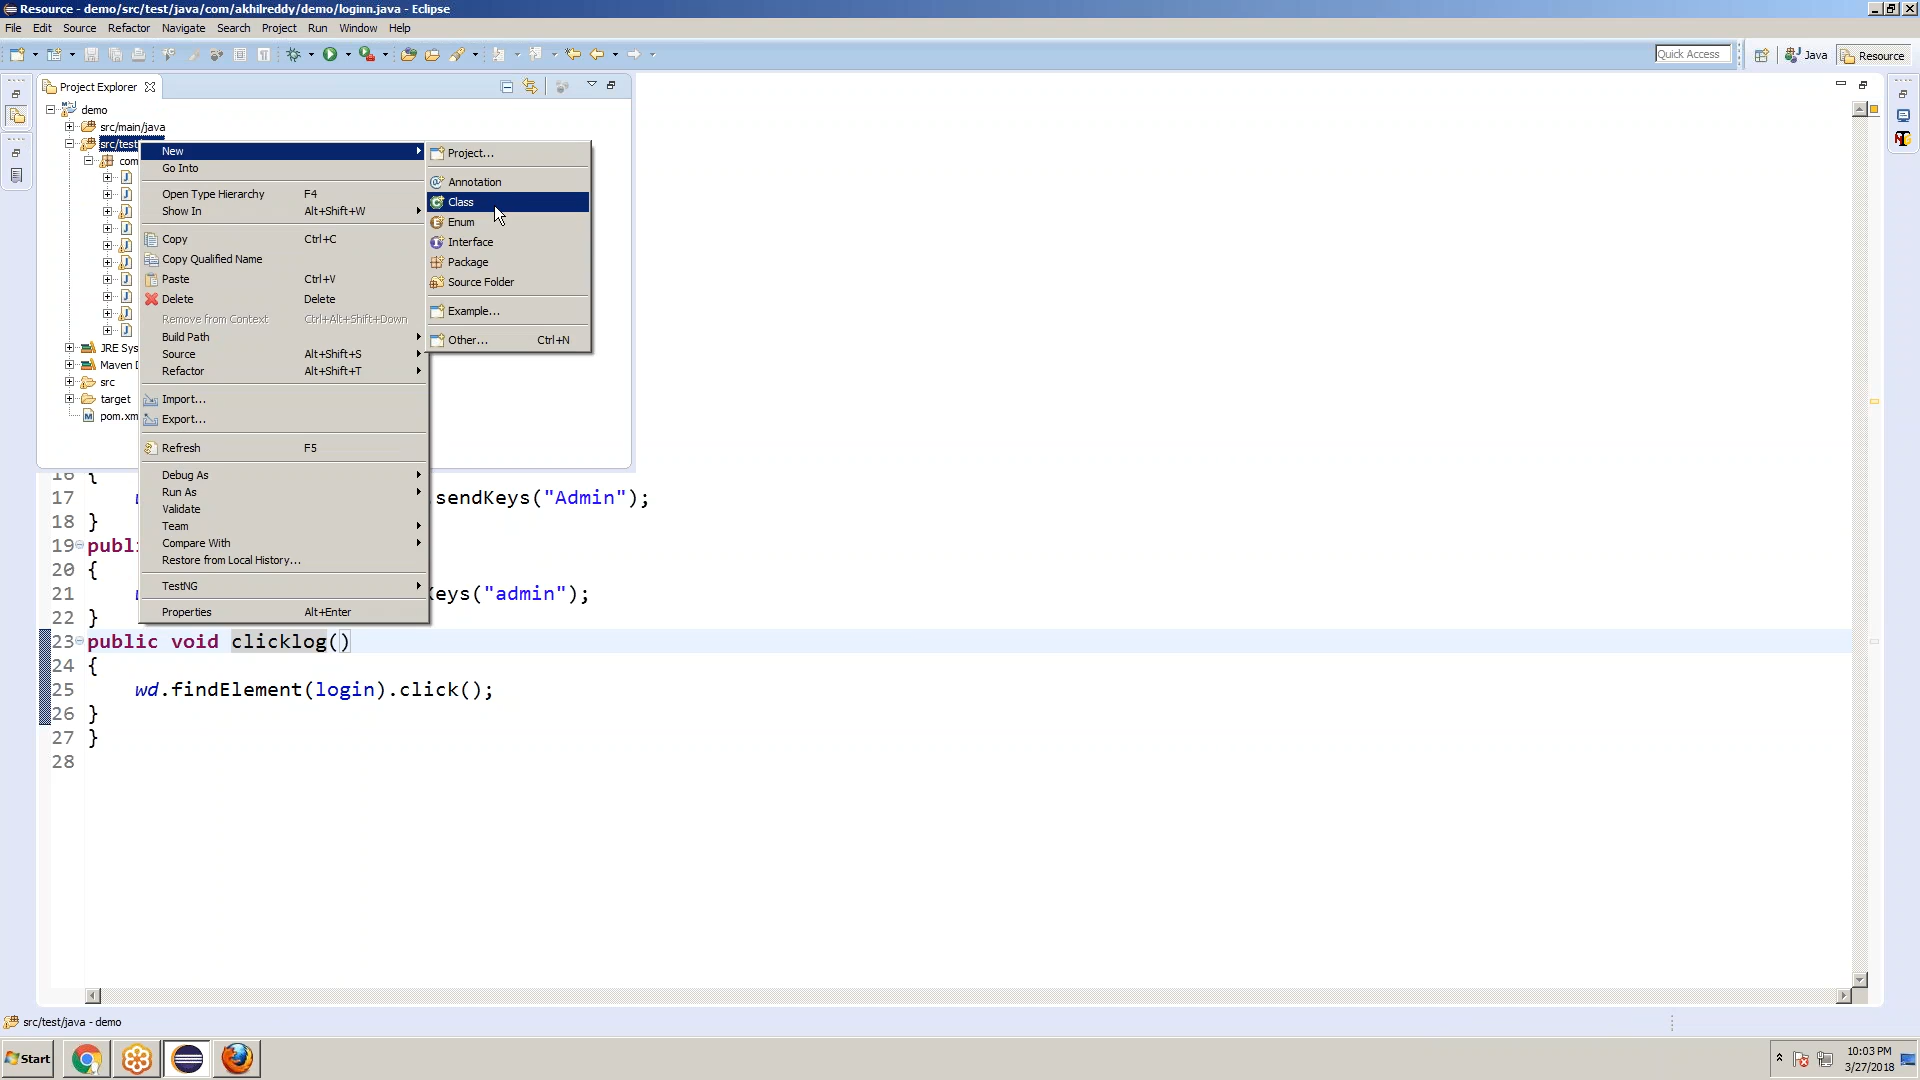 Resource - demo/src/test/java/com/akhilreddy/demo/loginn.java - Eclipse
File Edit Source Refactor Navigate Search Project Run Window Help
Quick Access
Java
Resource
Project Explorer
demo
src/main/java
src/test
com
JRE Sys
Maven D
src
target
pom.xm
New
Go Into
Open Type Hierarchy F4
Show In Alt+Shift+W
Copy Ctrl+C
Copy Qualified Name
Paste Ctrl+V
Delete Delete
Remove from Context Ctrl+Alt+Shift+Down
Build Path
Source Alt+Shift+S
Refactor Alt+Shift+T
Import...
Export...
Refresh F5
Debug As
Run As
Validate
Team
Compare With
Restore from Local History...
TestNG
Properties Alt+Enter
Project...
Annotation
Class
Enum
Interface
Package
Source Folder
Example...
Other... Ctrl+N
16 {
17 .sendKeys("Admin");
18 }
19 publi
20 {
21 eys("admin");
22 }
23 public void clicklog()
24 {
25 wd.findElement(login).click();
26 }
27 }
28
src/test/java - demo
Start
10:03 PM
3/27/2018